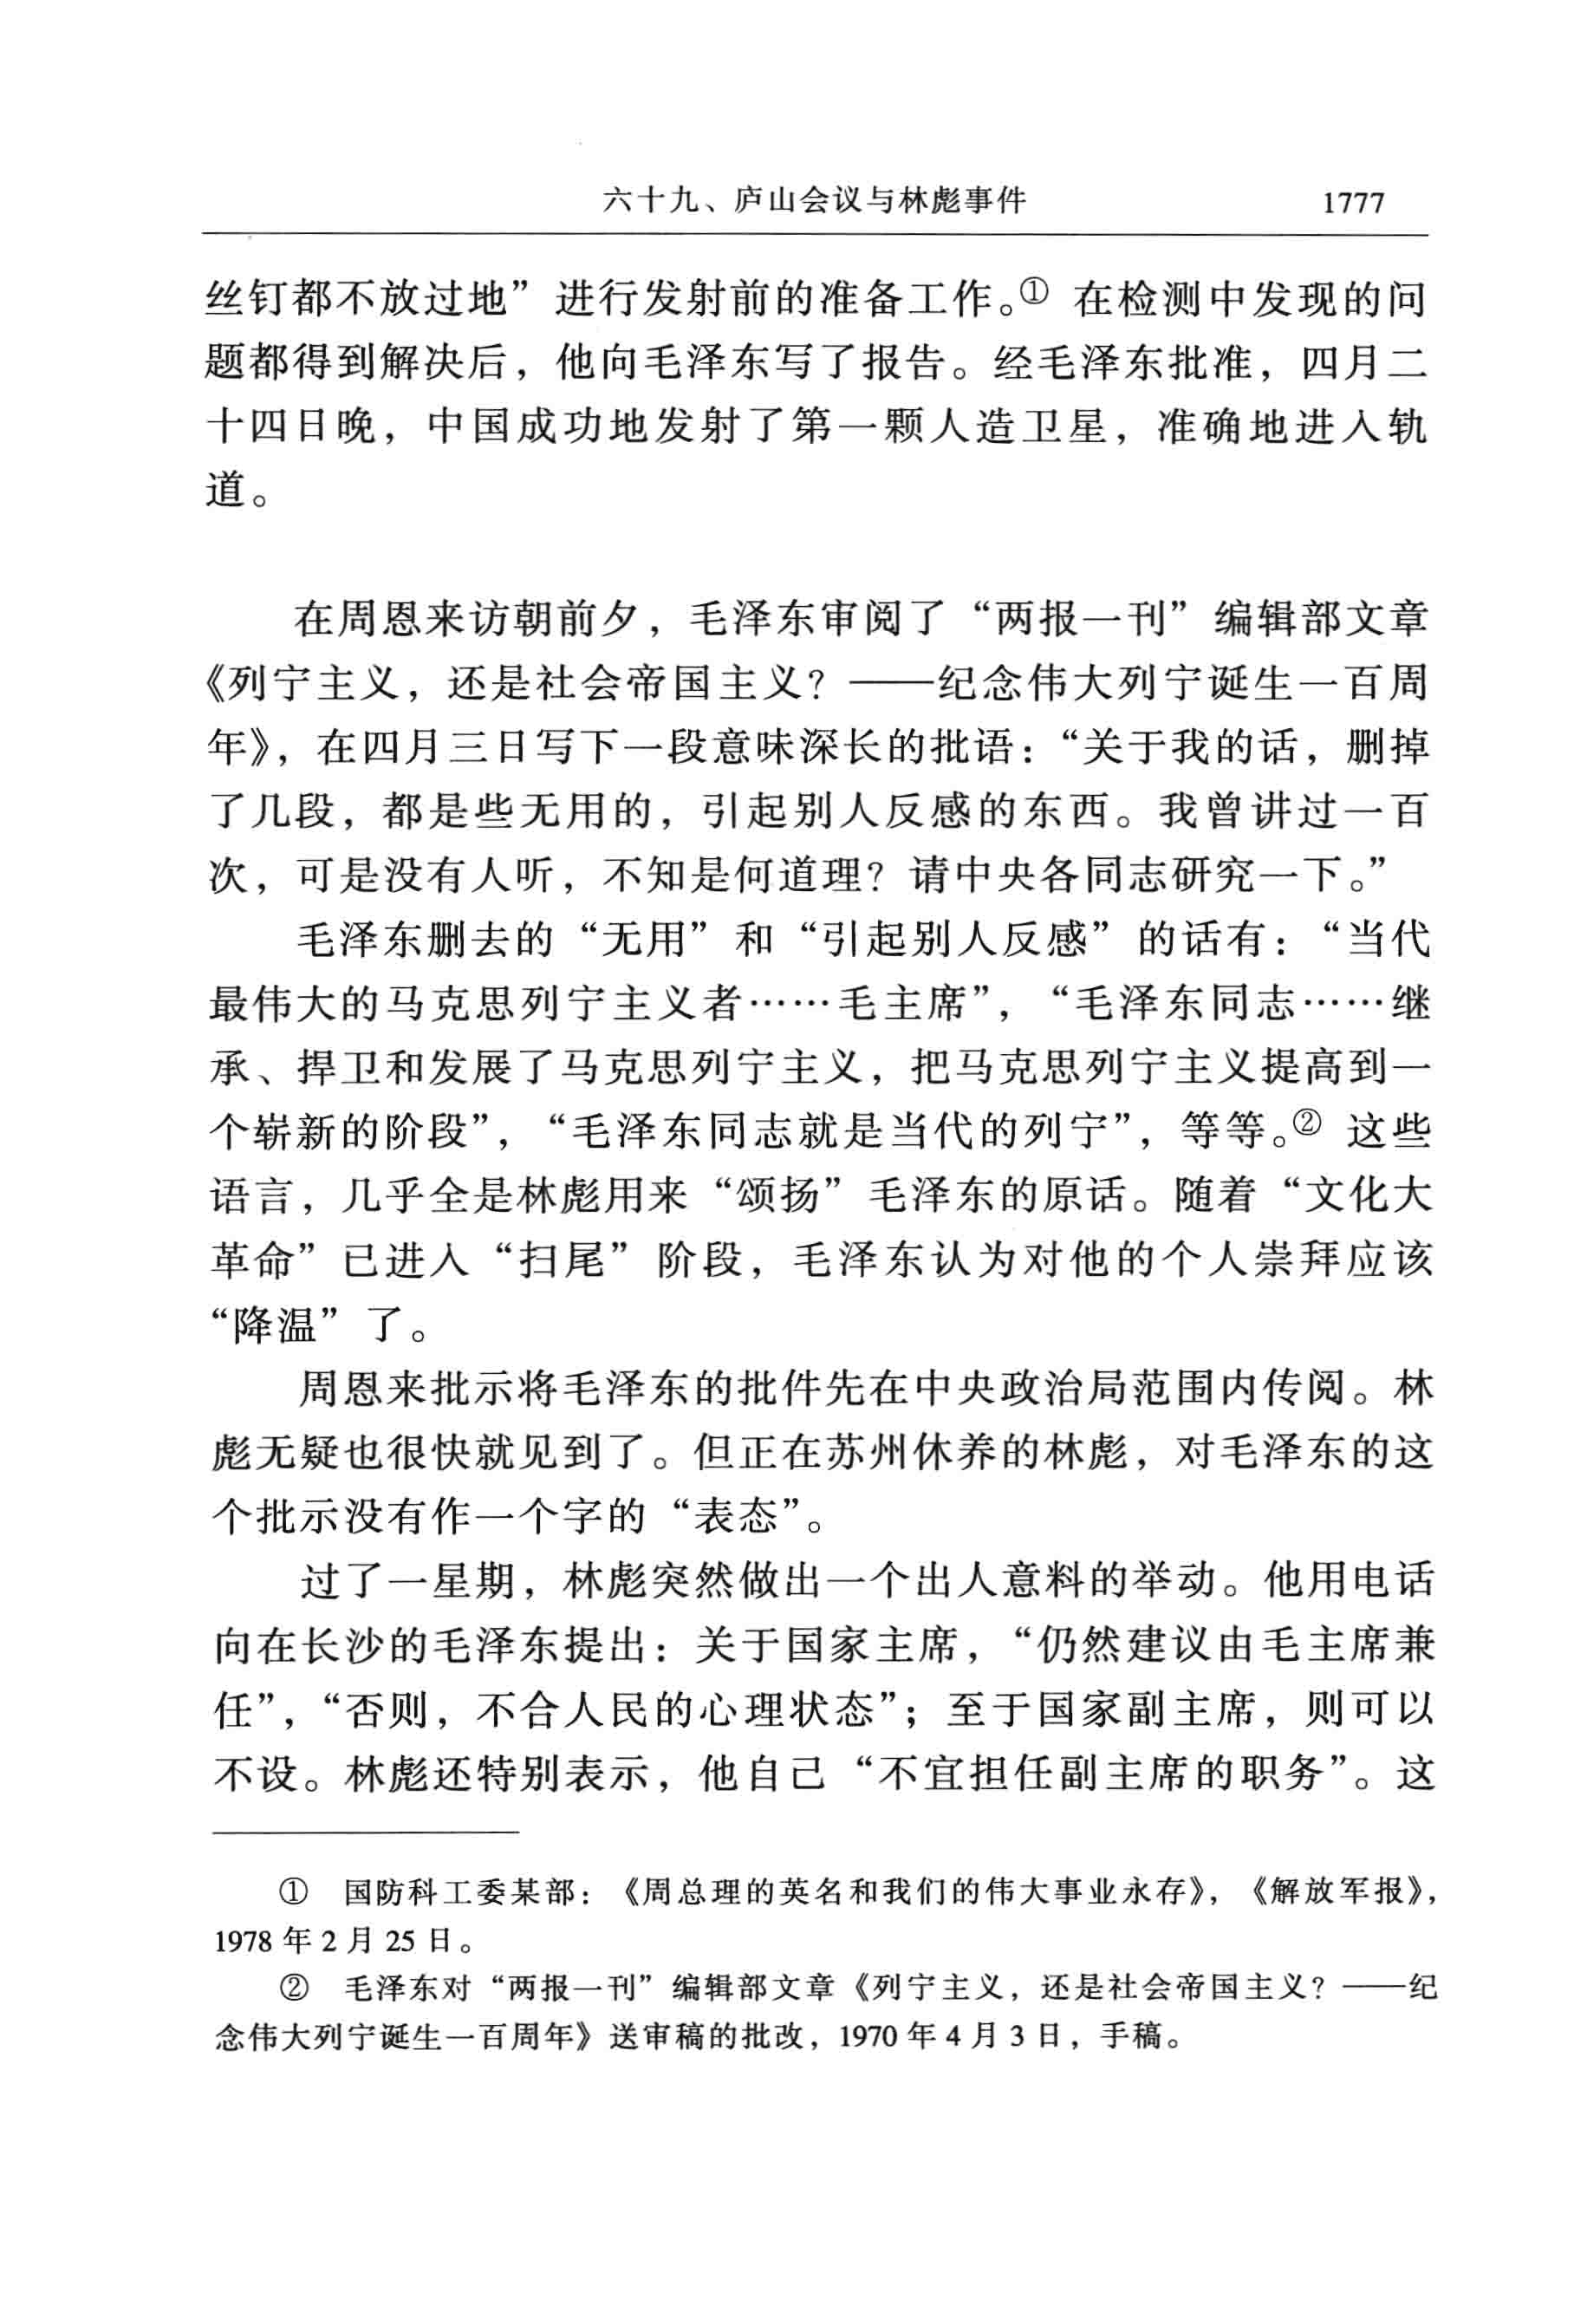 六十九、庐山会议与林彪事件 1777
丝钉都不放过地”进行发射前的准备工作。① 在检测中发现的问
题都得到解决后，他向毛泽东写了报告。经毛泽东批准，四月二
十四日晚，中国成功地发射了第一颗人造卫星，准确地进入轨
道。
在周恩来访朝前夕，毛泽东审阅了“两报一刊”编辑部文章
《列宁主义，还是社会帝国主义？——纪念伟大列宁诞生一百周
年》，在四月三日写下一段意味深长的批语：“关于我的话，删掉
了几段，都是些无用的，引起别人反感的东西。我曾讲过一百
次，可是没有人听，不知是何道理？请中央各同志研究一下。”
毛泽东删去的“无用”和“引起别人反感”的话有：“当代
最伟大的马克思列宁主义者……毛主席”，“毛泽东同志……继
承、捍卫和发展了马克思列宁主义，把马克思列宁主义提高到一
个崭新的阶段”，“毛泽东同志就是当代的列宁”，等等。② 这些
语言，几乎全是林彪用来“颂扬”毛泽东的原话。随着“文化大
革命”已进入“扫尾”阶段，毛泽东认为对他的个人崇拜应该
“降温”了。
周恩来批示将毛泽东的批件先在中央政治局范围内传阅。林
彪无疑也很快就见到了。但正在苏州休养的林彪，对毛泽东的这
个批示没有作一个字的“表态”。
过了一星期，林彪突然做出一个出人意料的举动。他用电话
向在长沙的毛泽东提出：关于国家主席，“仍然建议由毛主席兼
任”，“否则，不合人民的心理状态”；至于国家副主席，则可以
不设。林彪还特别表示，他自己“不宜担任副主席的职务”。这
① 国防科工委某部：《周总理的英名和我们的伟大事业永存》，《解放军报》，
1978 年 2 月 25 日。
② 毛泽东对“两报一刊”编辑部文章《列宁主义，还是社会帝国主义？——纪
念伟大列宁诞生一百周年》送审稿的批改，1970 年 4 月 3 日，手稿。